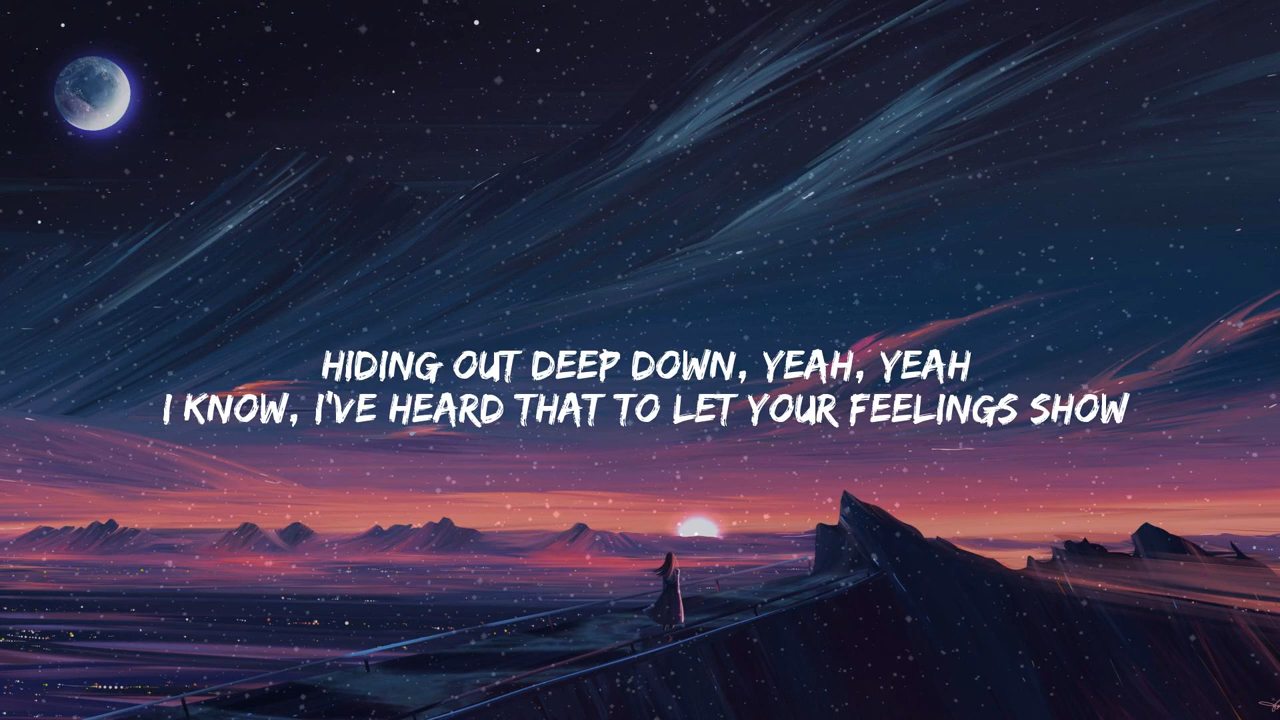 HIDING OUT DEEP DOWN, YEAH, YEAH
I KNOW, I'VE HEARD THAT TO LET YOUR FEELINGS SHOW